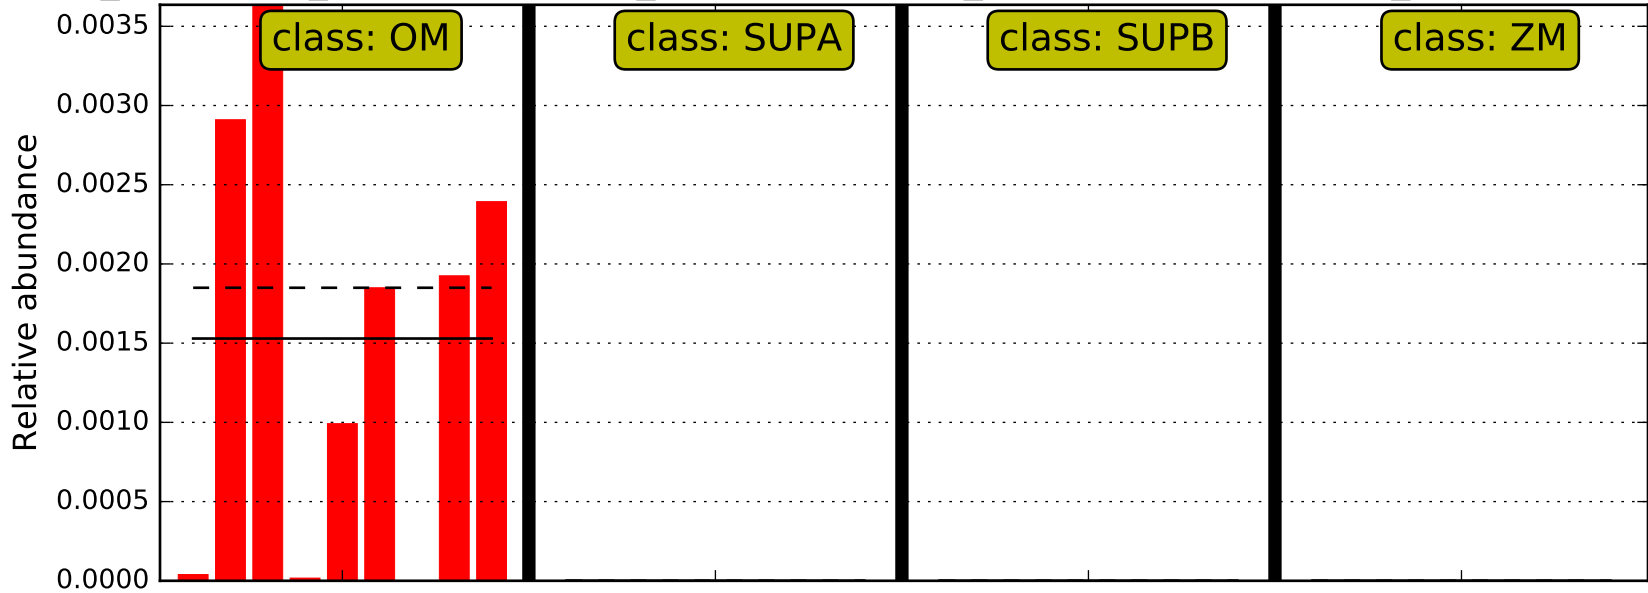 0.0035
0.0030
0.0025
0.0020
0.0015
0.0010
0.0005
0.0000
Relative abundance
class: OM
class: SUPA
class: SUPB
class: ZM